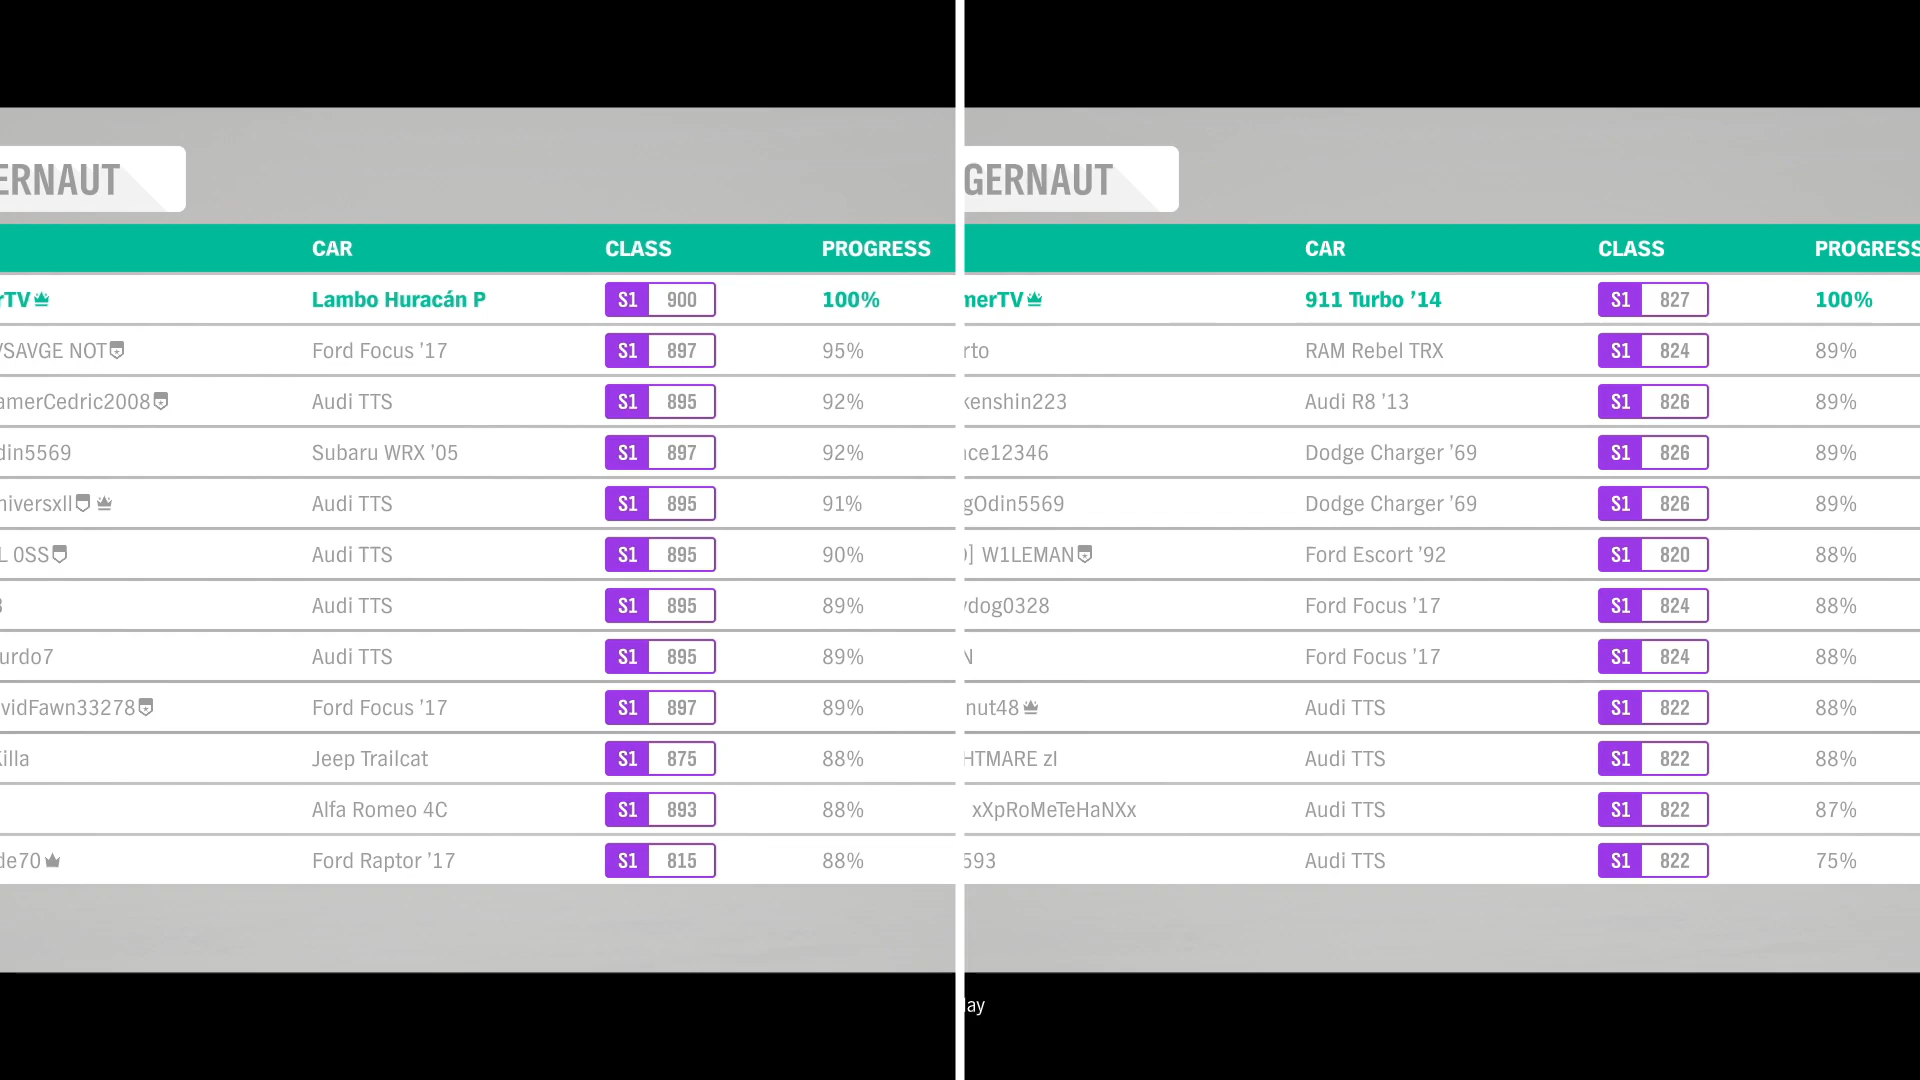 ERNAUT
CAR CLASS PROGRESS
rTV Lambo Huracán P S1 900 100%
/SAVGE NOT Ford Focus '17 S1 897 95%
amerCedric2008 Audi TTS S1 895 92%
din5569 Subaru WRX '05 S1 897 92%
niversxll Audi TTS S1 895 91%
L 0SS Audi TTS S1 895 90%
Audi TTS S1 895 89%
urdo7 Audi TTS S1 895 89%
vidFawn33278 Ford Focus '17 S1 897 89%
Killa Jeep Trailcat S1 875 88%
Alfa Romeo 4C S1 893 88%
de70 Ford Raptor '17 S1 815 88%
GERNAUT
CAR CLASS PROGRESS
merTV 911 Turbo '14 S1 827 100%
rto RAM Rebel TRX S1 824 89%
kenshin223 Audi R8 '13 S1 826 89%
nce12346 Dodge Charger '69 S1 826 89%
gOdin5569 Dodge Charger '69 S1 826 89%
] W1LEMAN Ford Escort '92 S1 820 88%
ydog0328 Ford Focus '17 S1 824 88%
N Ford Focus '17 S1 824 88%
nut48 Audi TTS S1 822 88%
HTMARE zl Audi TTS S1 822 88%
xXpRoMeTeHaNXx Audi TTS S1 822 87%
593 Audi TTS S1 822 75%
lay